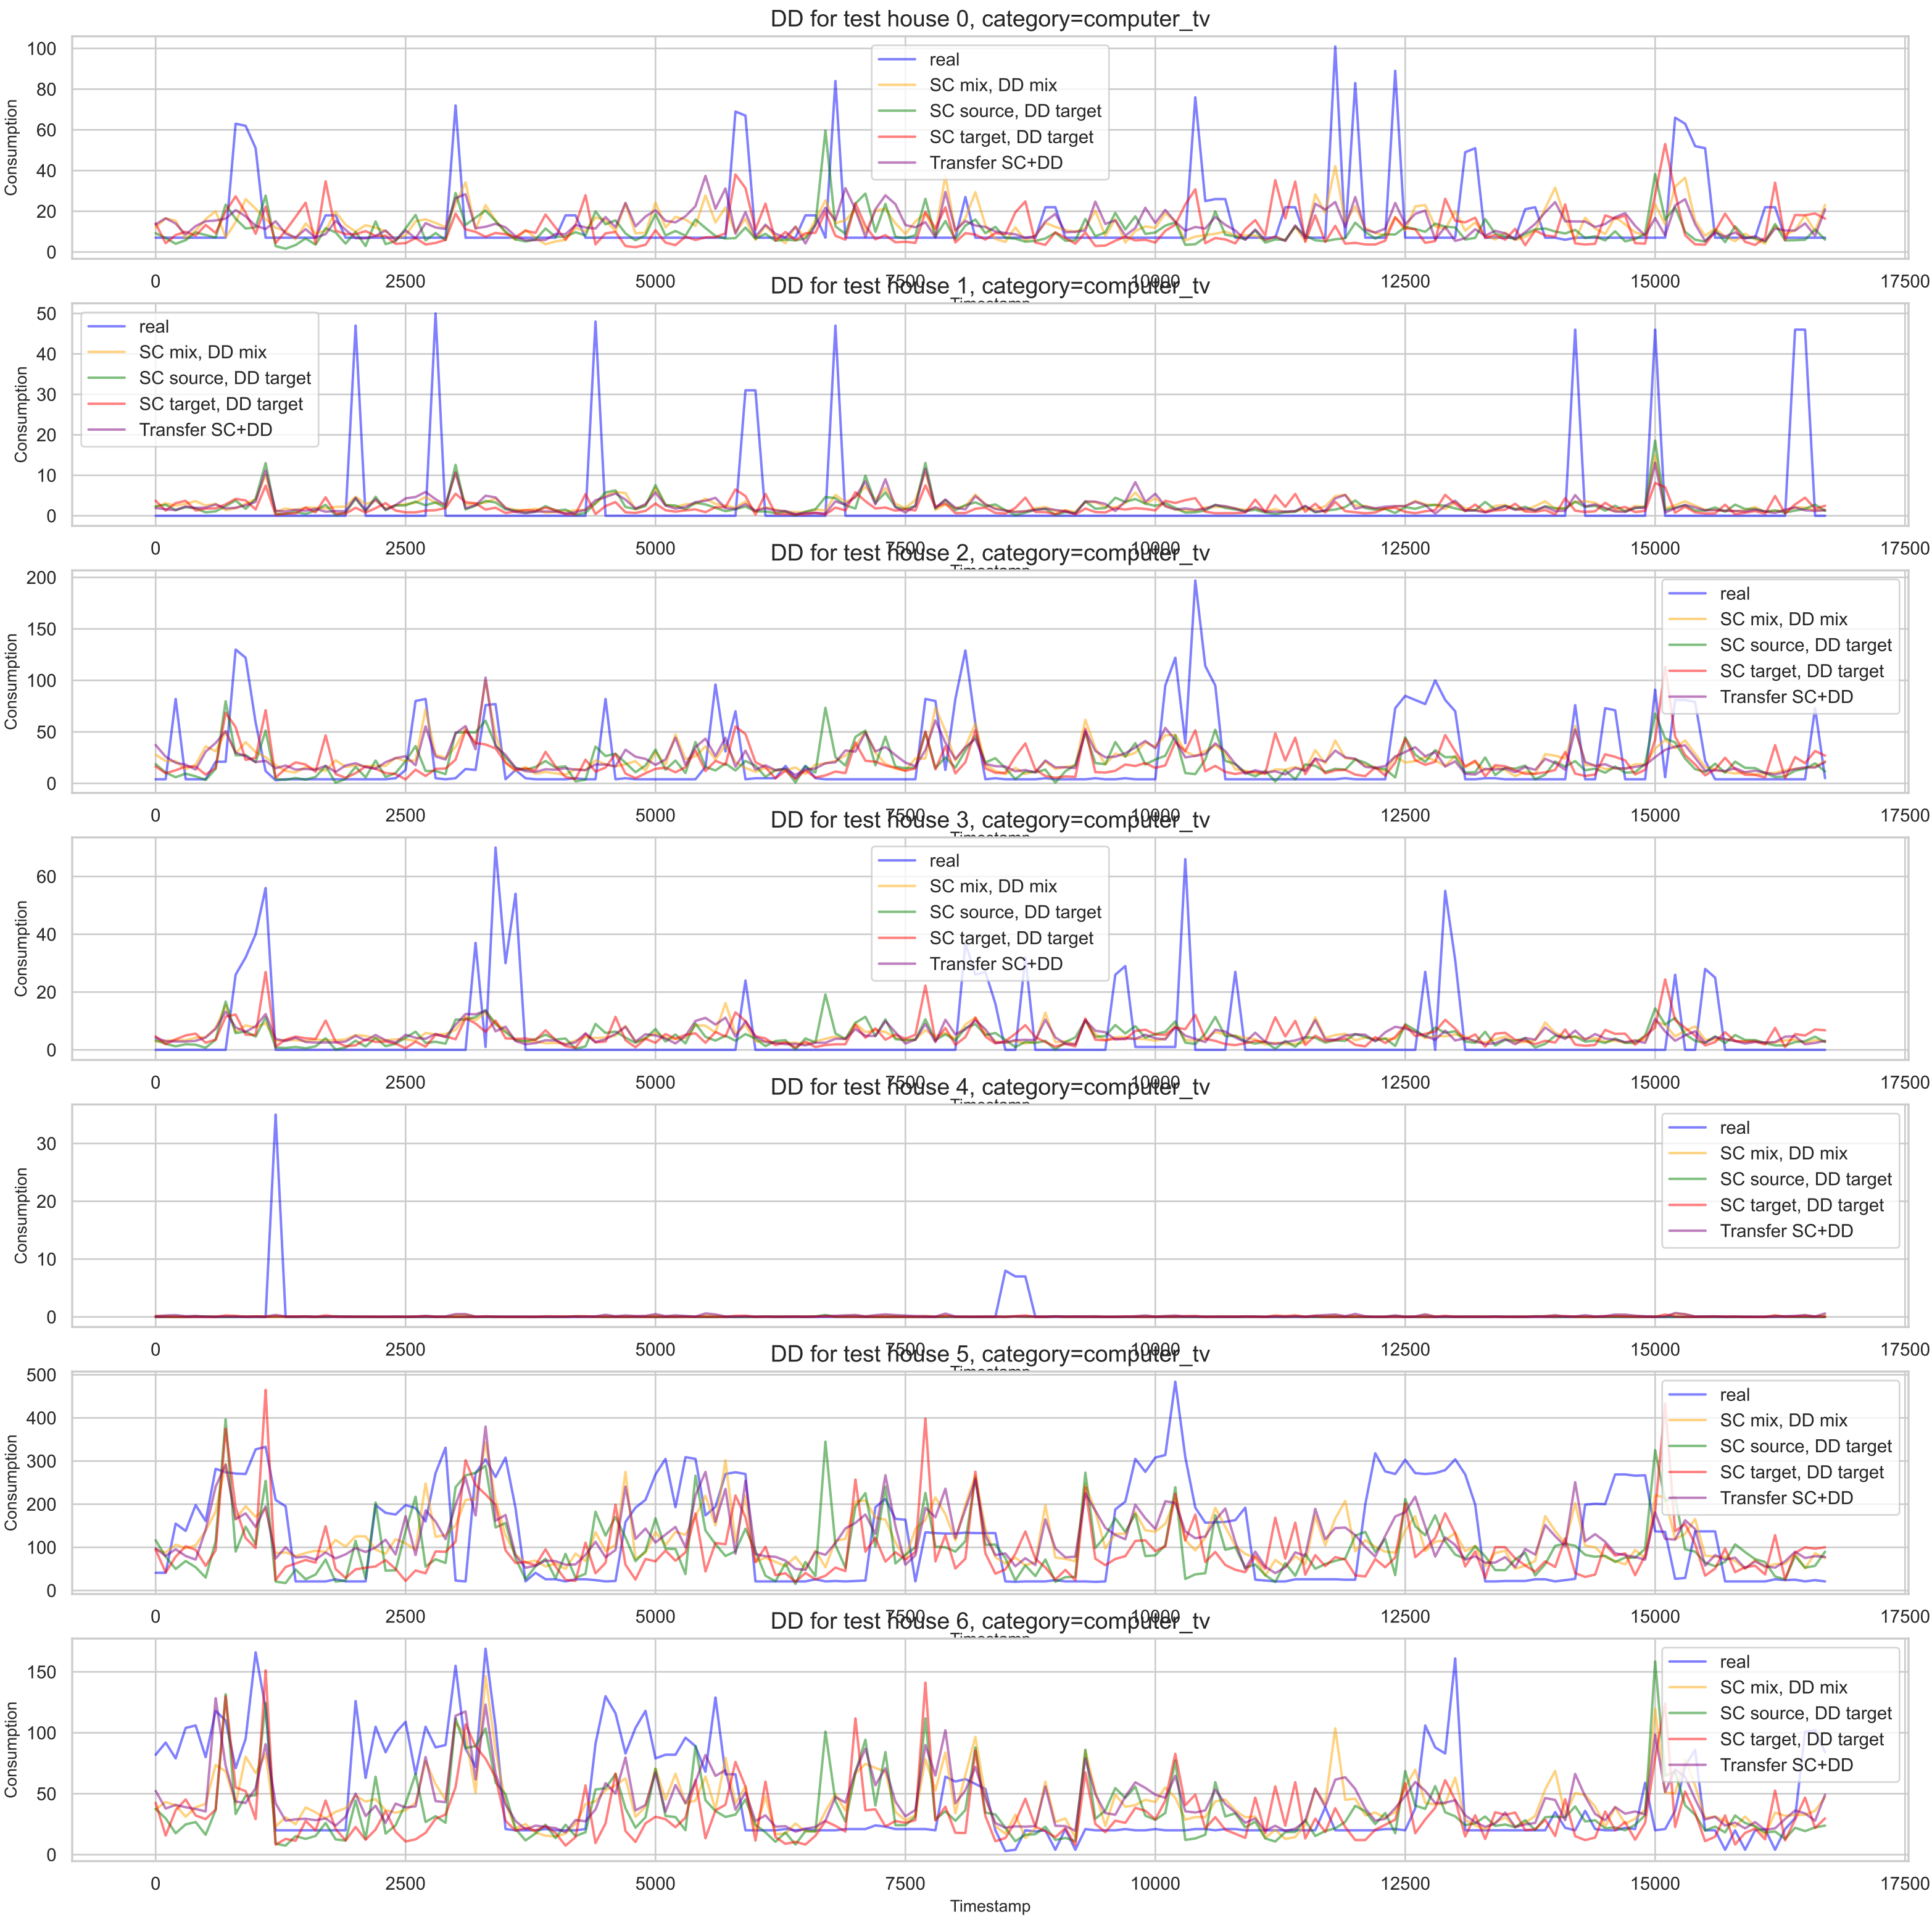 DD for test house 0, category=computer_tv
Consumption
100
80
60
40
20
0
real
SC mix, DD mix
SC source, DD target
SC target, DD target
Transfer SC+DD
0 2500 5000 7500 10000 12500 15000 17500
Timestamp
DD for test house 1, category=computer_tv
Consumption
50
40
30
20
10
0
real
SC mix, DD mix
SC source, DD target
SC target, DD target
Transfer SC+DD
0 2500 5000 7500 10000 12500 15000 17500
Timestamp
DD for test house 2, category=computer_tv
Consumption
200
150
100
50
0
real
SC mix, DD mix
SC source, DD target
SC target, DD target
Transfer SC+DD
0 2500 5000 7500 10000 12500 15000 17500
Timestamp
DD for test house 3, category=computer_tv
Consumption
60
40
20
0
real
SC mix, DD mix
SC source, DD target
SC target, DD target
Transfer SC+DD
0 2500 5000 7500 10000 12500 15000 17500
Timestamp
DD for test house 4, category=computer_tv
Consumption
30
20
10
0
real
SC mix, DD mix
SC source, DD target
SC target, DD target
Transfer SC+DD
0 2500 5000 7500 10000 12500 15000 17500
Timestamp
DD for test house 5, category=computer_tv
Consumption
500
400
300
200
100
0
real
SC mix, DD mix
SC source, DD target
SC target, DD target
Transfer SC+DD
0 2500 5000 7500 10000 12500 15000 17500
Timestamp
DD for test house 6, category=computer_tv
Consumption
150
100
50
0
real
SC mix, DD mix
SC source, DD target
SC target, DD target
Transfer SC+DD
0 2500 5000 7500 10000 12500 15000 17500
Timestamp